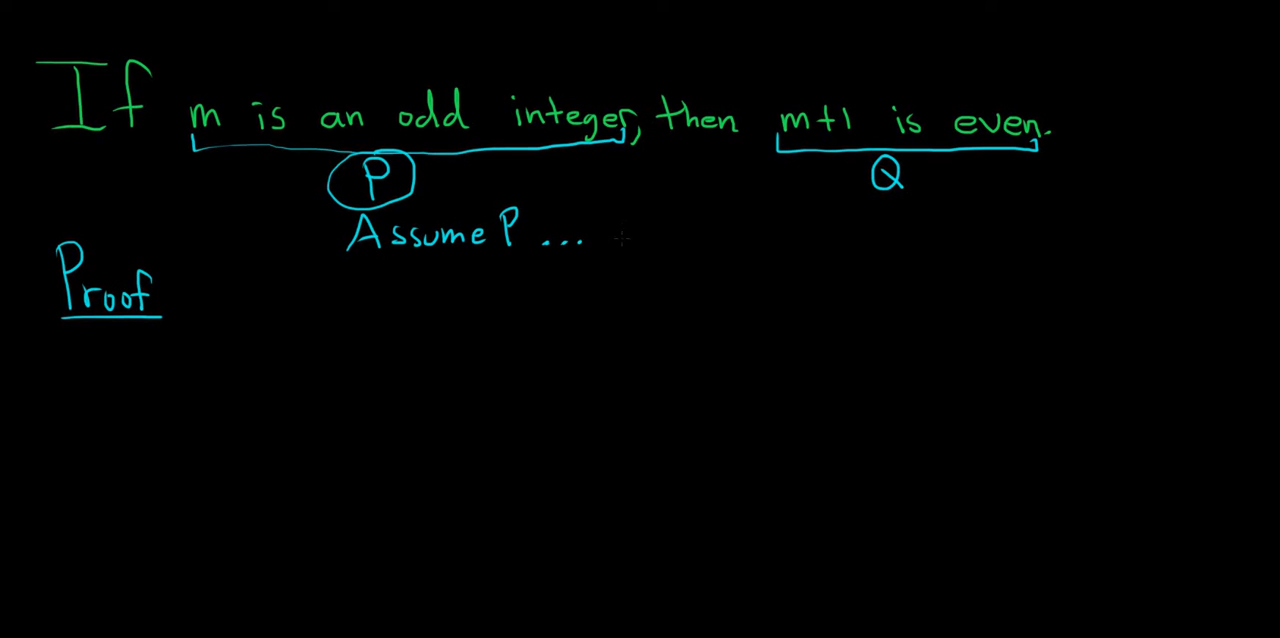 If m is an odd integer, then m+1 is even.
P Q
Assume P ...
Proof